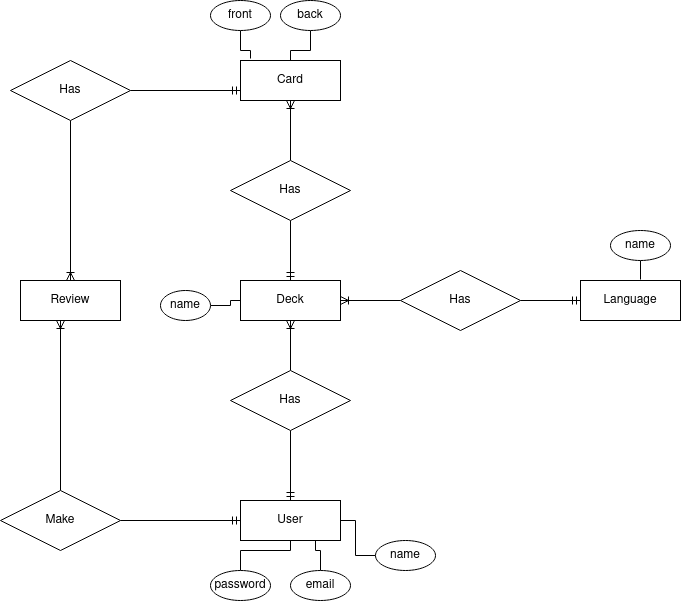 front
back
Has
Card
Has
name
Review
name
Deck
Has
Language
Has
Make
User
name
password
email